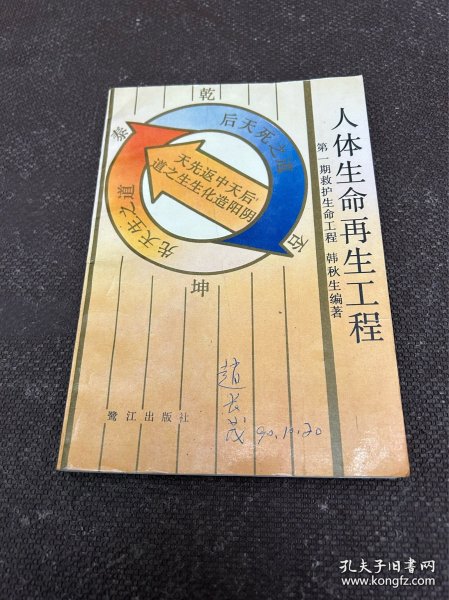 人体生命再生工程
第一期救护生命工程 韩秋生编著
乾
后天死之道
泰
后天中返先天
阴阳造化生生之道
先天生之道
否
坤
鹭江出版社
趙长茂
90.10.20
孔夫子旧书网
www.kongfz.com